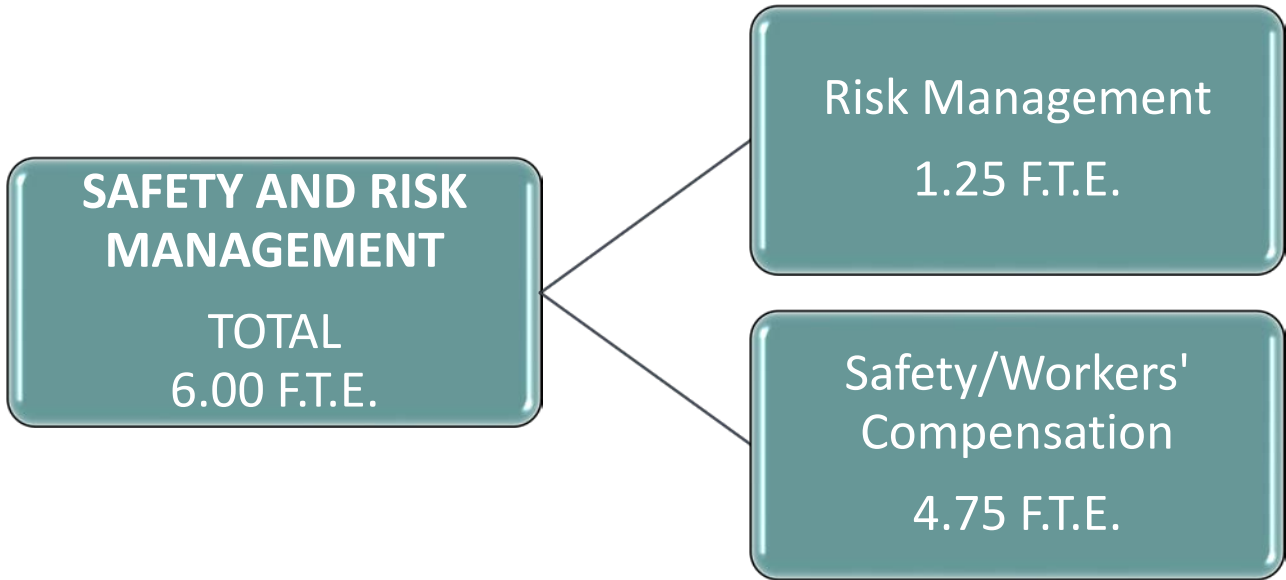 SAFETY AND RISK
MANAGEMENT
TOTAL
6.00 F.T.E.
Risk Management
1.25 F.T.E.
Safety/Workers'
Compensation
4.75 F.T.E.